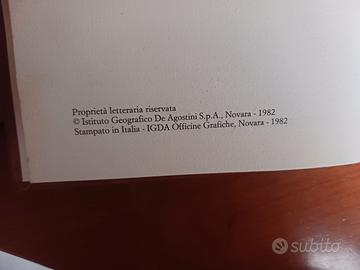 Proprietà letteraria riservata
© Istituto Geografico De Agostini S.p.A., Novara - 1982
Stampato in Italia - IGDA Officine Grafiche, Novara - 1982
subito